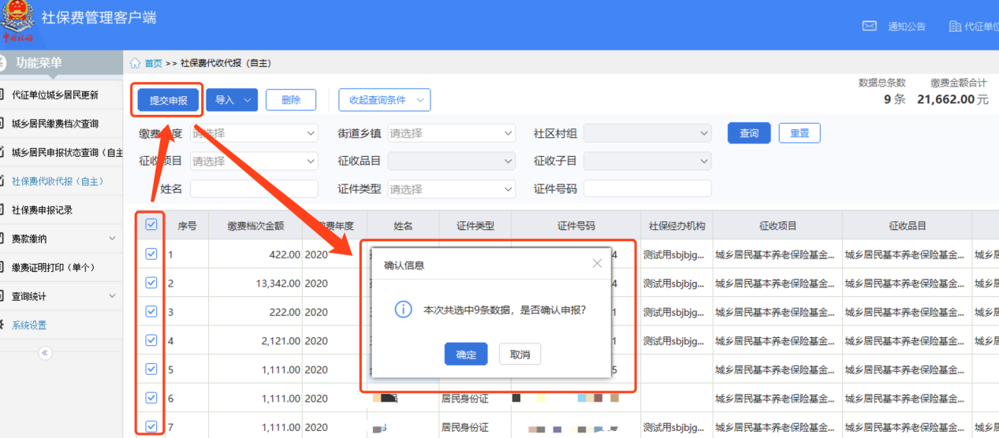 社保费管理客户端
通知公告 代征单位
功能菜单
首页 >> 社保费代收代报（自主）
代征单位城乡居民更新
城乡居民缴费档次查询
城乡居民申报状态查询（自主
社保费代收代报（自主）
社保费申报记录
费款缴纳
缴费证明打印（单个）
查询统计
系统设置
提交申报 导入 删除 收起查询条件
数据总条数 缴费金额合计
9 条 21,662.00 元
缴费 度 请选择 街道乡镇 请选择 社区村组 查询 重置
征收项目 请选择 征收品目 征收子目
姓名 证件类型 请选择 证件号码
序号 缴费档次金额 缴费年度 姓名 证件类型 证件号码 社保经办机构 征收项目 征收品目
1 422.00 2020 4 测试用sbjbjg... 城乡居民基本养老保险基金... 城乡居民基本养老保险基金... 城乡居
2 13,342.00 2020 4 测试用sbjbjg... 城乡居民基本养老保险基金... 城乡居民基本养老保险基金... 城乡居
3 222.00 2020 1 测试用sbjbjg... 城乡居民基本养老保险基金... 城乡居民基本养老保险基金... 城乡居
4 2,121.00 2020 1 测试用sbjbjg... 城乡居民基本养老保险基金... 城乡居民基本养老保险基金... 城乡居
5 1,111.00 2020 5 城乡居民基本养老保险基金... 城乡居民基本养老保险基金... 城乡居
6 1,111.00 2020 居民身份证 城乡居民基本养老保险基金... 城乡居民基本养老保险基金... 城乡居
7 1,111.00 2020 居民身份证 测试用sbjbjg... 城乡居民基本养老保险基金... 城乡居民基本养老保险基金... 城乡居
确认信息
本次共选中9条数据，是否确认申报？
确定 取消